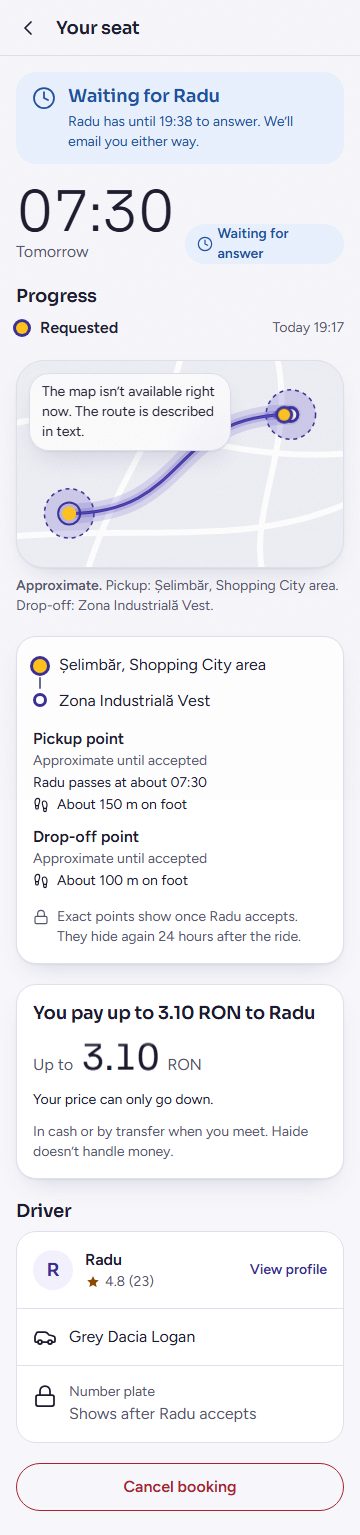 Your seat
Waiting for Radu
Radu has until 19:38 to answer. We’ll
email you either way.
07:30
Tomorrow
Waiting for
answer
Progress
Requested
Today 19:17
The map isn’t available right
now. The route is described
in text.
Approximate. Pickup: Șelimbăr, Shopping City area.
Drop-off: Zona Industrială Vest.
Șelimbăr, Shopping City area
Zona Industrială Vest
Pickup point
Approximate until accepted
Radu passes at about 07:30
About 150 m on foot
Drop-off point
Approximate until accepted
About 100 m on foot
Exact points show once Radu accepts.
They hide again 24 hours after the ride.
You pay up to 3.10 RON to Radu
Up to 3.10 RON
Your price can only go down.
In cash or by transfer when you meet. Haide
doesn’t handle money.
Driver
R
Radu
4.8 (23)
View profile
Grey Dacia Logan
Number plate
Shows after Radu accepts
Cancel booking